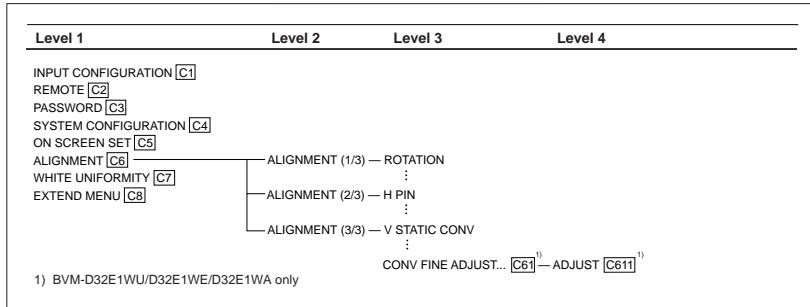 Level 1 Level 2 Level 3 Level 4
INPUT CONFIGURATION C1
REMOTE C2
PASSWORD C3
SYSTEM CONFIGURATION C4
ON SCREEN SET C5
ALIGNMENT C6 ALIGNMENT (1/3) — ROTATION
WHITE UNIFORMITY C7
EXTEND MENU C8 ALIGNMENT (2/3) — H PIN
ALIGNMENT (3/3) — V STATIC CONV
CONV FINE ADJUST... C61 1) — ADJUST C611 1)
1) BVM-D32E1WU/D32E1WE/D32E1WA only